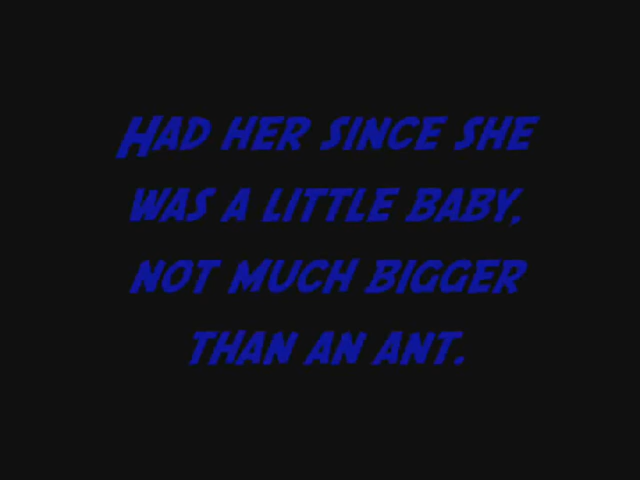 Had her since she
was a little baby,
not much bigger
than an ant.